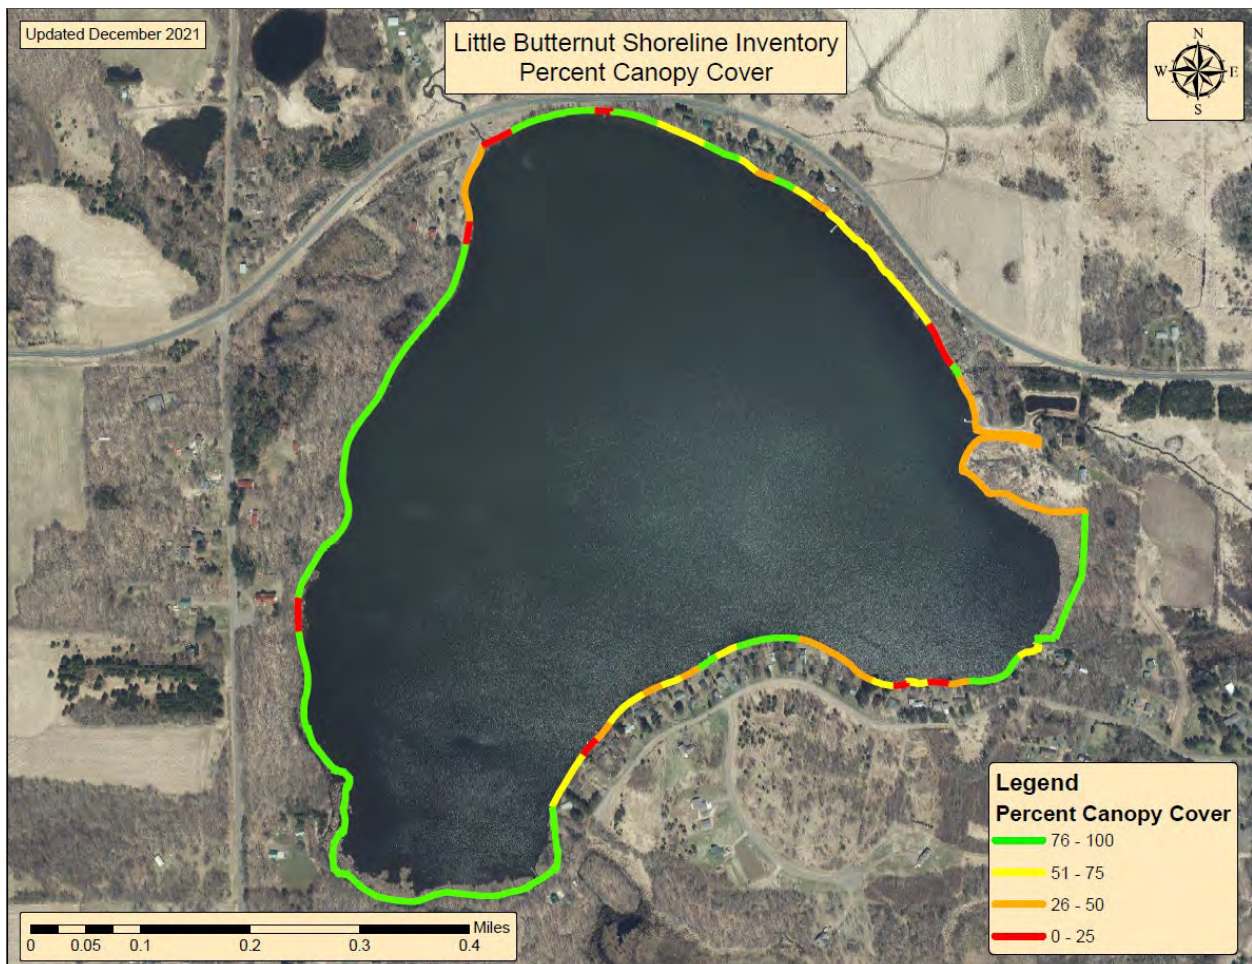 Updated December 2021
Little Butternut Shoreline Inventory
Percent Canopy Cover
N
W E
S
Legend
Percent Canopy Cover
76 - 100
51 - 75
26 - 50
0 - 25
Miles
0 0.05 0.1 0.2 0.3 0.4